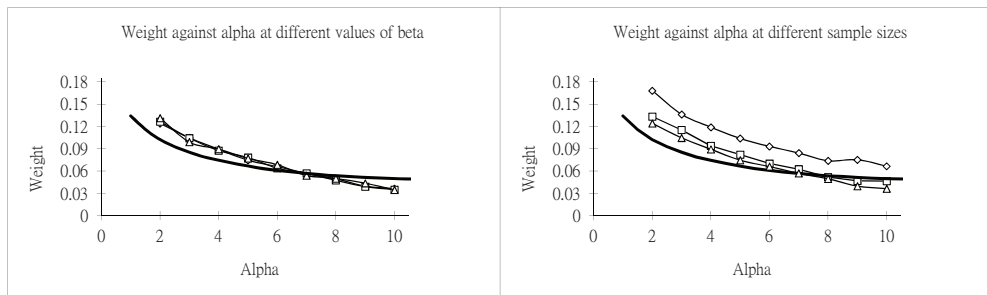 Weight against alpha at different values of beta
0.18
0.15
0.12
0.09
0.06
0.03
0
Weight
0 2 4 6 8 10
Alpha
Weight against alpha at different sample sizes
0.18
0.15
0.12
0.09
0.06
0.03
0
Weight
0 2 4 6 8 10
Alpha